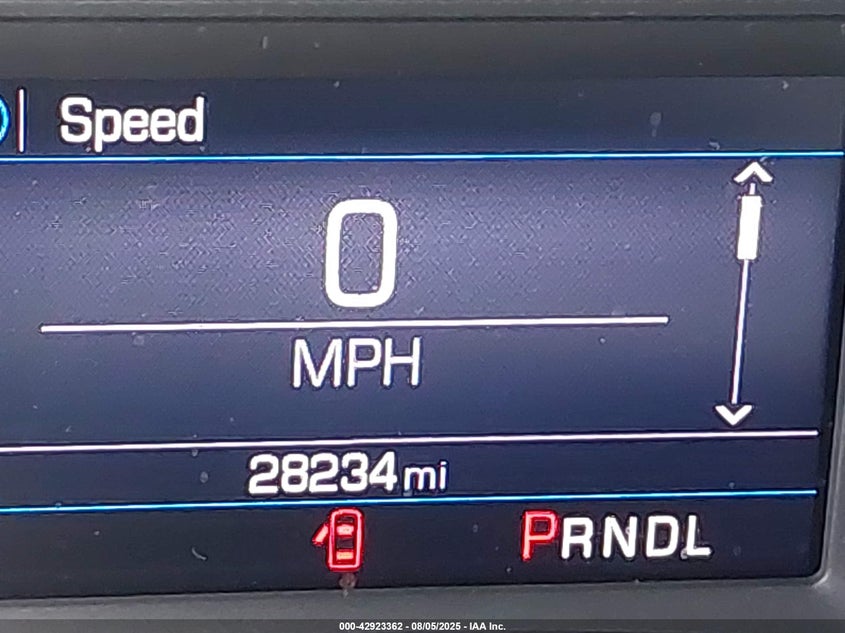 Speed
0
MPH
28234 mi
PRNDL
000-42923362 - 08/05/2025 - IAA Inc.